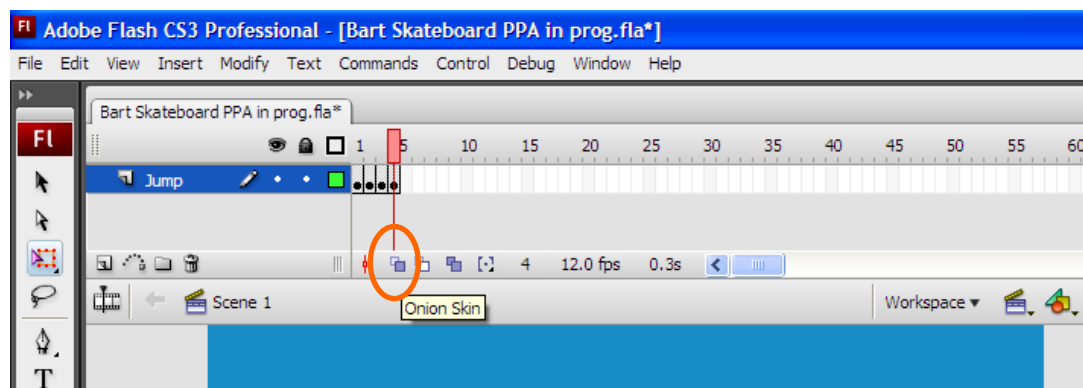 Fl Adobe Flash CS3 Professional - [Bart Skateboard PPA in prog.fla*]
File Edit View Insert Modify Text Commands Control Debug Window Help
Bart Skateboard PPA in prog.fla*
Fl
1 5 10 15 20 25 30 35 40 45 50 55 60
Jump
4 12.0 fps 0.3s
Scene 1
Onion Skin
Workspace
T